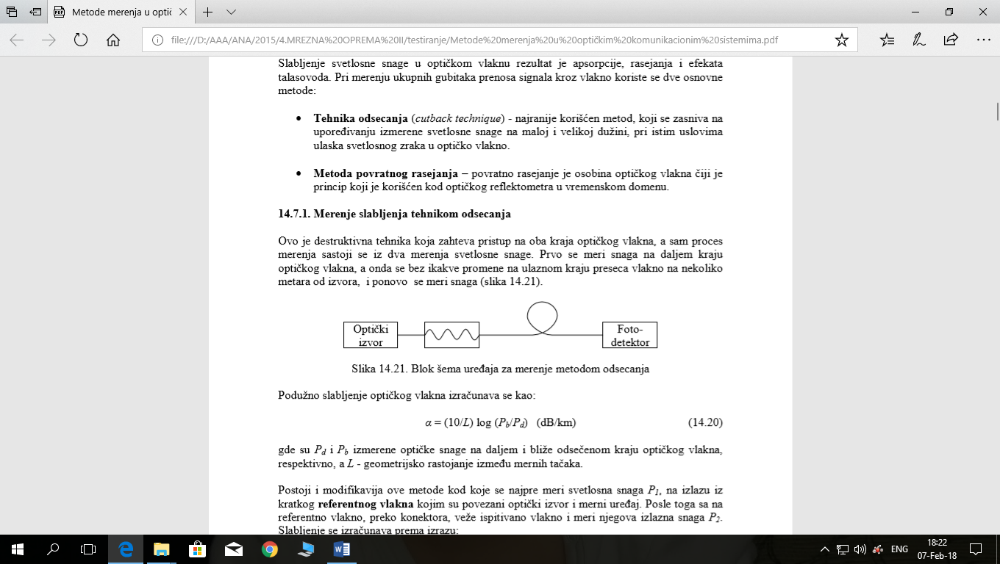 Metode merenja u optič
file:///D:/AAA/ANA/2015/4.MREZNA%20OPREMA%20II/testiranje/Metode%20merenja%20u%20optičkim%20komunikacionim%20sistemima.pdf
Slabljenje svetlosne snage u optičkom vlaknu rezultat je apsorpcije, rasejanja i efekata
talasovoda. Pri merenju ukupnih gubitaka prenosa signala kroz vlakno koriste se dve osnovne
metode:
• Tehnika odsecanja (cutback technique) - najranije korišćen metod, koji se zasniva na
upoređivanju izmerene svetlosne snage na maloj i velikoj dužini, pri istim uslovima
ulaska svetlosnog zraka u optičko vlakno.
• Metoda povratnog rasejanja – povratno rasejanje je osobina optičkog vlakna čiji je
princip koji je korišćen kod optičkog reflektometra u vremenskom domenu.
14.7.1. Merenje slabljenja tehnikom odsecanja
Ovo je destruktivna tehnika koja zahteva pristup na oba kraja optičkog vlakna, a sam proces
merenja sastoji se iz dva merenja svetlosne snage. Prvo se meri snaga na daljem kraju
optičkog vlakna, a onda se bez ikakve promene na ulaznom kraju preseca vlakno na nekoliko
metara od izvora, i ponovo se meri snaga (slika 14.21).
Optički
izvor
Foto-
detektor
Slika 14.21. Blok šema uređaja za merenje metodom odsecanja
Podužno slabljenje optičkog vlakna izračunava se kao:
α = (10/L) log (Pb/Pd) (dB/km) (14.20)
gde su Pd i Pb izmerene optičke snage na daljem i bliže odsečenom kraju optičkog vlakna,
respektivno, a L - geometrijsko rastojanje između mernih tačaka.
Postoji i modifikavija ove metode kod koje se najpre meri svetlosna snaga P1, na izlazu iz
kratkog referentnog vlakna kojim su povezani optički izvor i merni uređaj. Posle toga sa na
referentno vlakno, preko konektora, veže ispitivano vlakno i meri njegova izlazna snaga P2.
Slabljenje se izračunava prema izrazu:
ENG
18:22
07-Feb-18